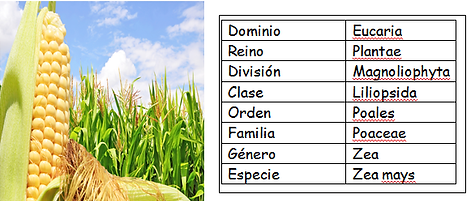 Dominio Eucaria
Reino Plantae
División Magnoliophyta
Clase Liliopsida
Orden Poales
Familia Poaceae
Género Zea
Especie Zea mays